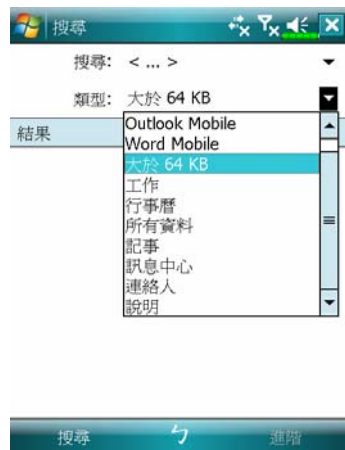 搜尋
搜尋: < ... >
類型: 大於 64 KB
結果
Outlook Mobile
Word Mobile
大於 64 KB
工作
行事曆
所有資料
記事
訊息中心
連絡人
說明
搜尋 ㄅ 進階